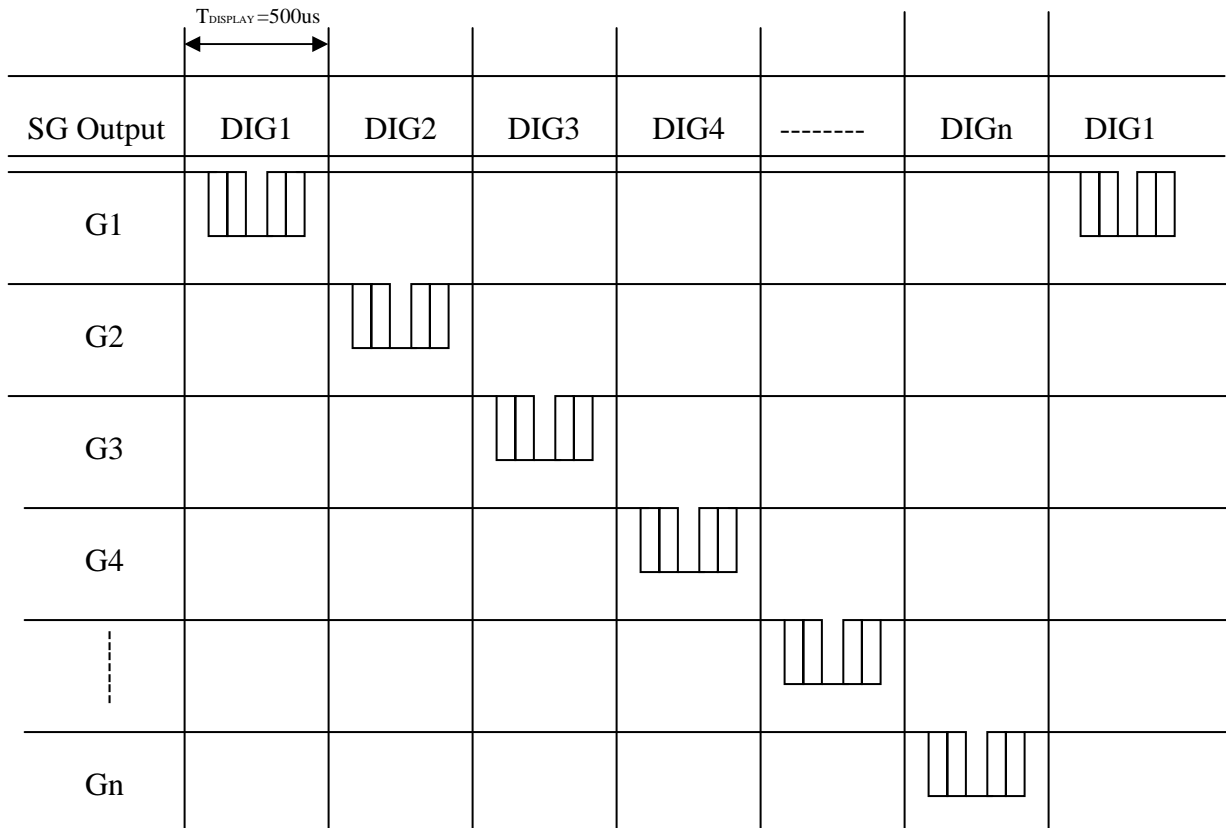 TDISPLAY=500us
SG Output DIG1 DIG2 DIG3 DIG4 -------- DIGn DIG1
G1
G2
G3
G4
Gn